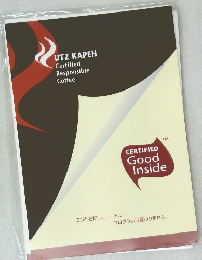 UTZ KAPEH
Certified
Responsible
Coffee
CERTIFIED
Good
Inside